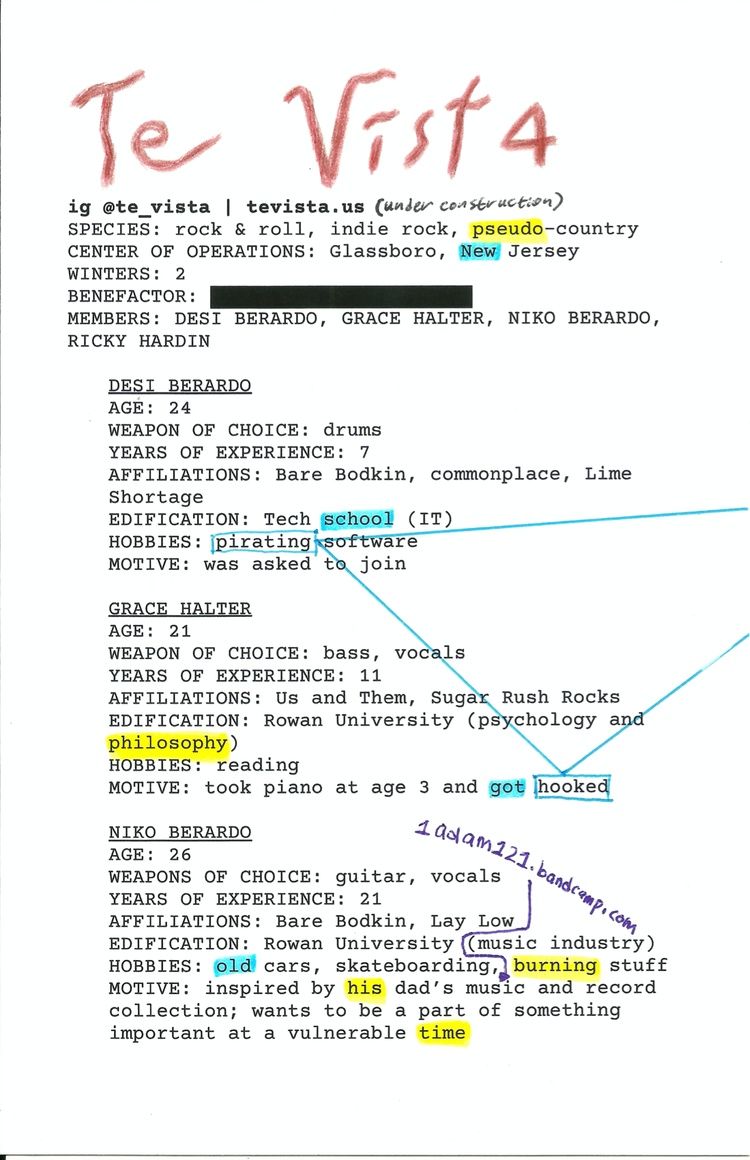 Te Vista
ig @te_vista | tevista.us (under construction)
SPECIES: rock & roll, indie rock, pseudo-country
CENTER OF OPERATIONS: Glassboro, New Jersey
WINTERS: 2
BENEFACTOR:
MEMBERS: DESI BERARDO, GRACE HALTER, NIKO BERARDO,
RICKY HARDIN
DESI BERARDO
AGE: 24
WEAPON OF CHOICE: drums
YEARS OF EXPERIENCE: 7
AFFILIATIONS: Bare Bodkin, commonplace, Lime
Shortage
EDIFICATION: Tech school (IT)
HOBBIES: pirating software
MOTIVE: was asked to join
GRACE HALTER
AGE: 21
WEAPON OF CHOICE: bass, vocals
YEARS OF EXPERIENCE: 11
AFFILIATIONS: Us and Them, Sugar Rush Rocks
EDIFICATION: Rowan University (psychology and
philosophy)
HOBBIES: reading
MOTIVE: took piano at age 3 and got hooked
NIKO BERARDO
1adam121.bandcamp.com
AGE: 26
WEAPONS OF CHOICE: guitar, vocals
YEARS OF EXPERIENCE: 21
AFFILIATIONS: Bare Bodkin, Lay Low
EDIFICATION: Rowan University (music industry)
HOBBIES: old cars, skateboarding, burning stuff
MOTIVE: inspired by his dad's music and record
collection; wants to be a part of something
important at a vulnerable time